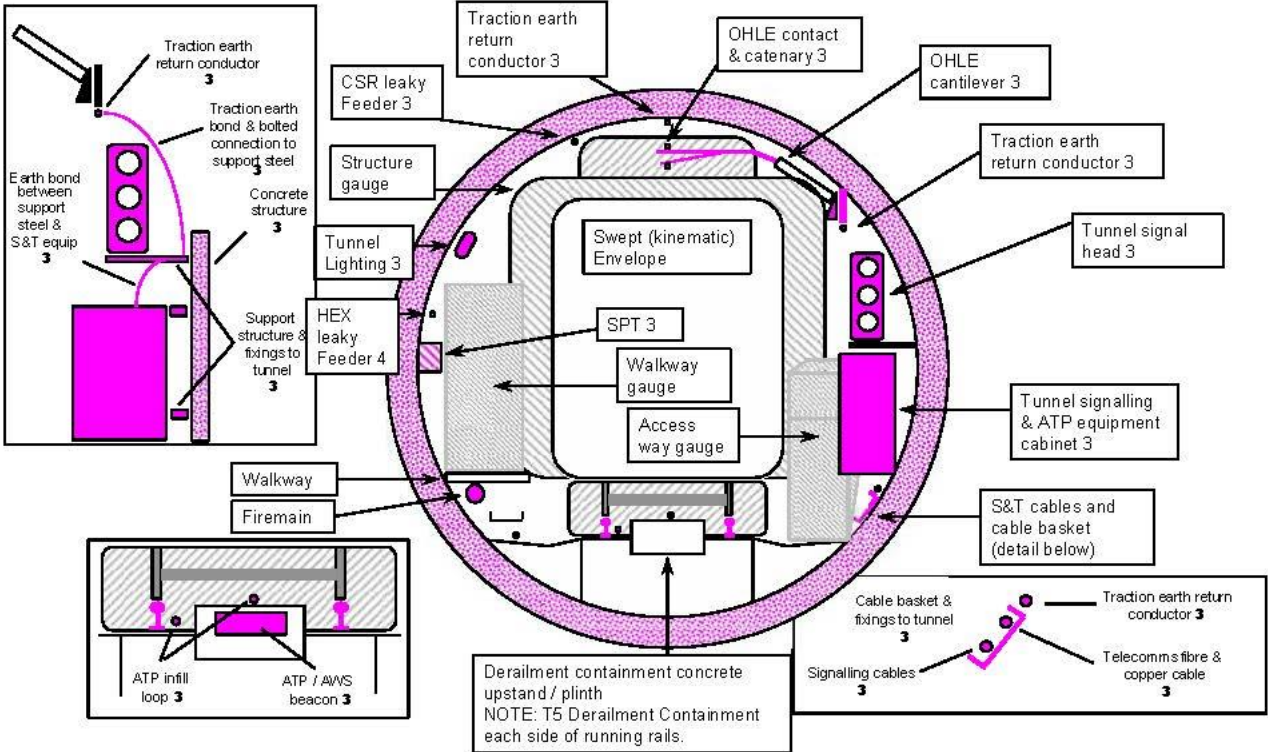 Traction earth
return conductor
3
Traction earth
bond & bolted
connection to
support steel
3
Earth bond
between
support
steel &
S&T equip
3
Concrete
structure
3
Support
structure &
fixings to
tunnel
3
Traction earth
return
conductor 3
OHLE contact
& catenary 3
OHLE
cantilever 3
CSR leaky
Feeder 3
Structure
gauge
Traction earth
return conductor 3
Tunnel
Lighting 3
Swept (kinematic)
Envelope
Tunnel signal
head 3
HEX
leaky
Feeder 4
SPT 3
Walkway
gauge
Access
way gauge
Tunnel signalling
& ATP equipment
cabinet 3
Walkway
Firemain
S&T cables and
cable basket
(detail below)
ATP infill
loop 3
ATP / AWS
beacon 3
Derailment containment concrete
upstand / plinth
NOTE: T5 Derailment Containment
each side of running rails.
Cable basket &
fixings to tunnel
3
Signalling cables
3
Traction earth return
conductor 3
Telecomms fibre &
copper cable
3